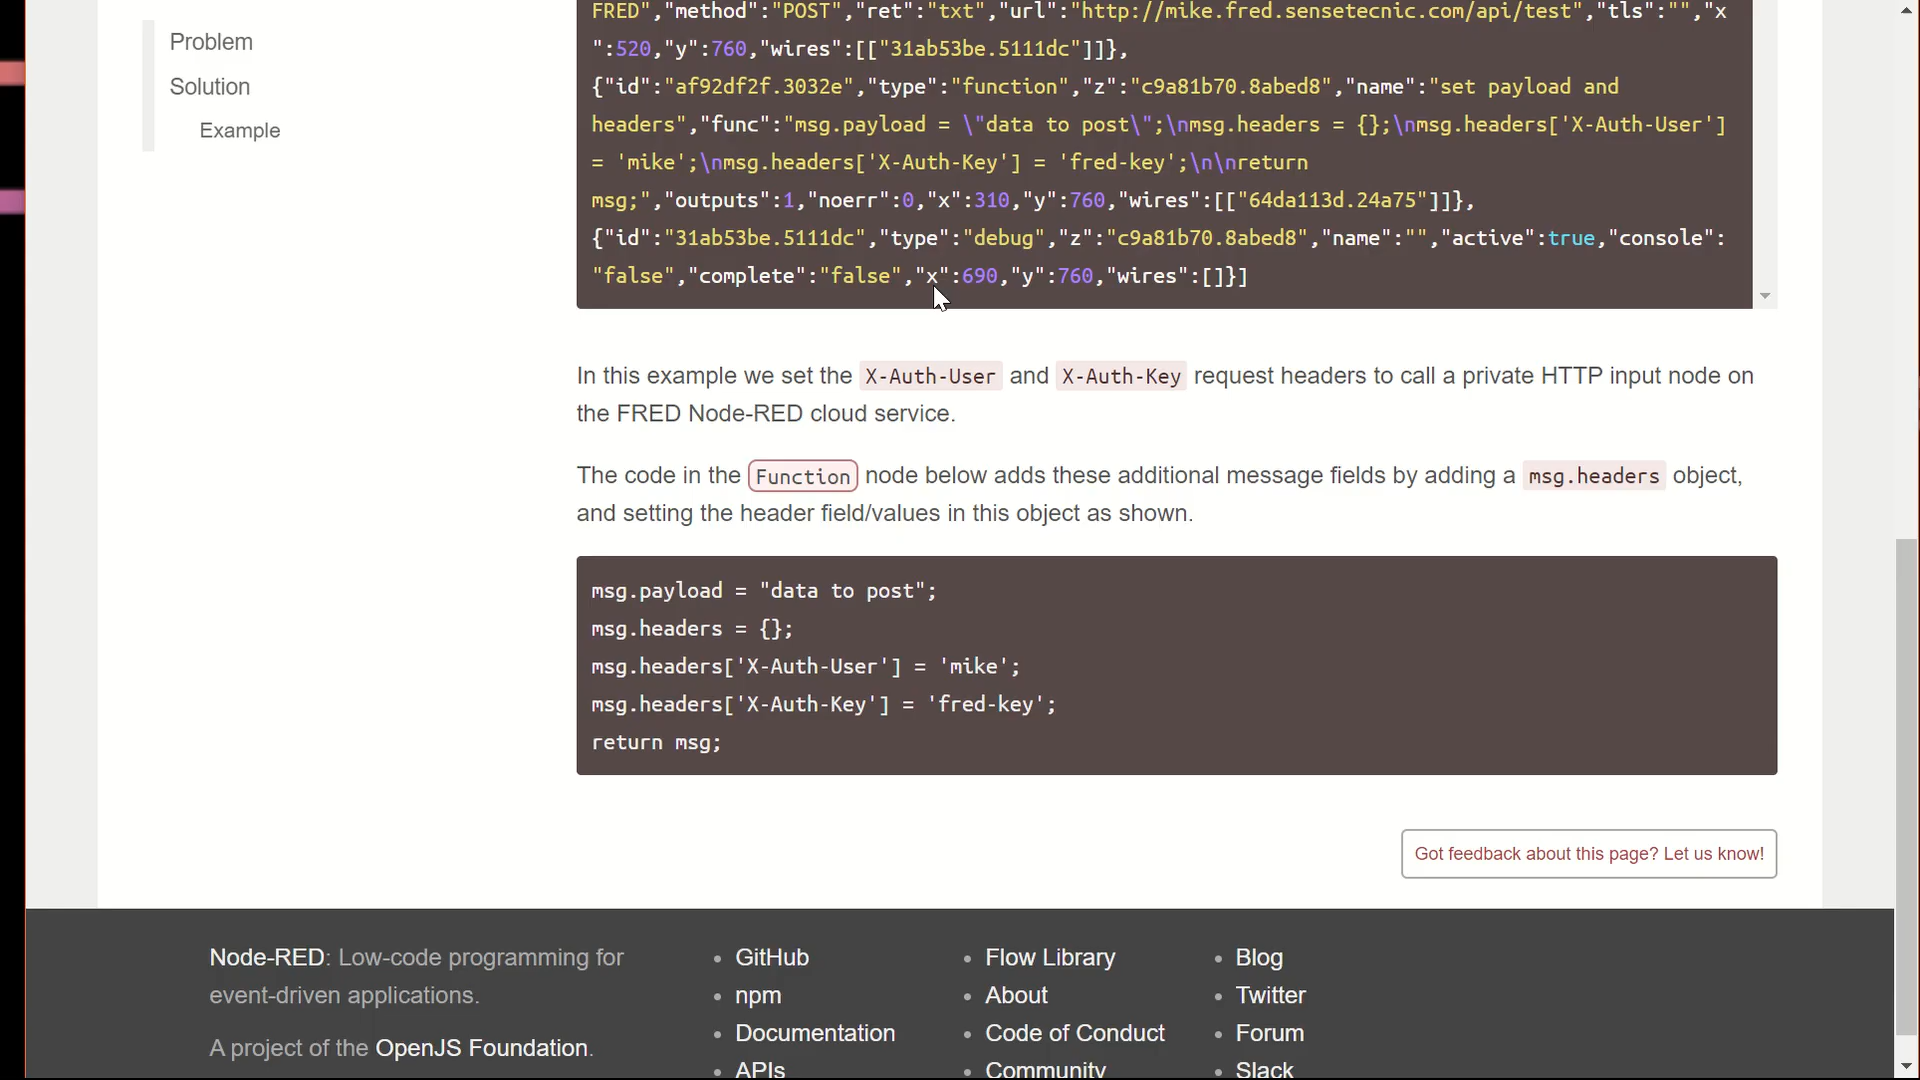 Problem
Solution
Example
FRED","method":"POST","ret":"txt","url":"http://mike.fred.sensetecnic.com/api/test","tls":"","x
":520,"y":760,"wires":[["31ab53be.5111dc"]]},
{"id":"af92df2f.3032e","type":"function","z":"c9a81b70.8abed8","name":"set payload and
headers","func":"msg.payload = \"data to post\";\nmsg.headers = {};\nmsg.headers['X-Auth-User']
= 'mike';\nmsg.headers['X-Auth-Key'] = 'fred-key';\n\nreturn
msg;","outputs":1,"noerr":0,"x":310,"y":760,"wires":[["64da113d.24a75"]]},
{"id":"31ab53be.5111dc","type":"debug","z":"c9a81b70.8abed8","name":"","active":true,"console":
"false","complete":"false","x":690,"y":760,"wires":[]}]
In this example we set the X-Auth-User and X-Auth-Key request headers to call a private HTTP input node on
the FRED Node-RED cloud service.
The code in the Function node below adds these additional message fields by adding a msg.headers object,
and setting the header field/values in this object as shown.
msg.payload = "data to post";
msg.headers = {};
msg.headers['X-Auth-User'] = 'mike';
msg.headers['X-Auth-Key'] = 'fred-key';
return msg;
Got feedback about this page? Let us know!
Node-RED: Low-code programming for
event-driven applications.
A project of the OpenJS Foundation.
GitHub
npm
Documentation
APIs
Flow Library
About
Code of Conduct
Community
Blog
Twitter
Forum
Slack